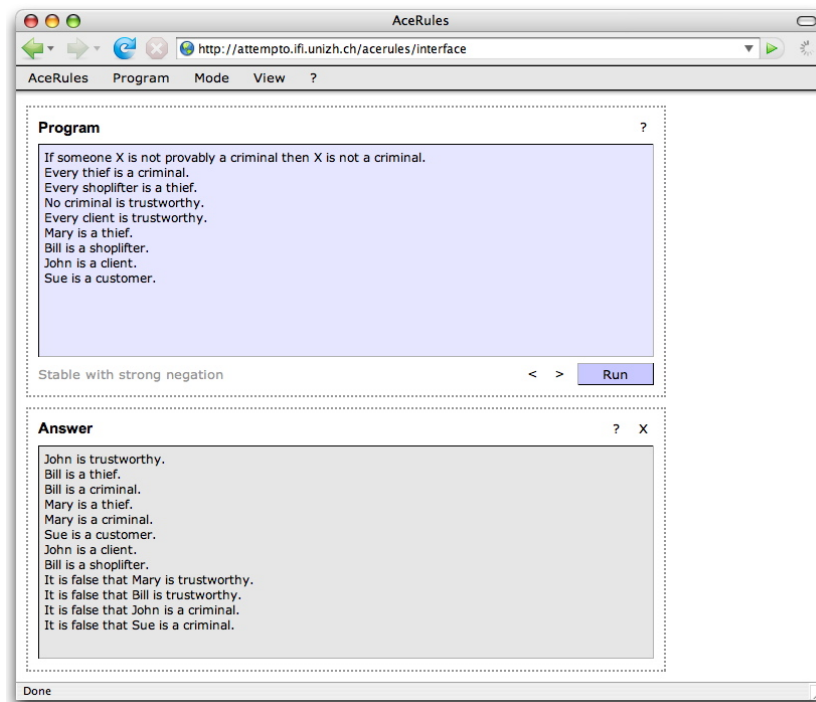 AceRules
http://attempto.ifi.unizh.ch/acerules/interface
AceRules Program Mode View ?
Program ?
If someone X is not provably a criminal then X is not a criminal.
Every thief is a criminal.
Every shoplifter is a thief.
No criminal is trustworthy.
Every client is trustworthy.
Mary is a thief.
Bill is a shoplifter.
John is a client.
Sue is a customer.
Stable with strong negation < > Run
Answer ? X
John is trustworthy.
Bill is a thief.
Bill is a criminal.
Mary is a thief.
Mary is a criminal.
Sue is a customer.
John is a client.
Bill is a shoplifter.
It is false that Mary is trustworthy.
It is false that Bill is trustworthy.
It is false that John is a criminal.
It is false that Sue is a criminal.
Done